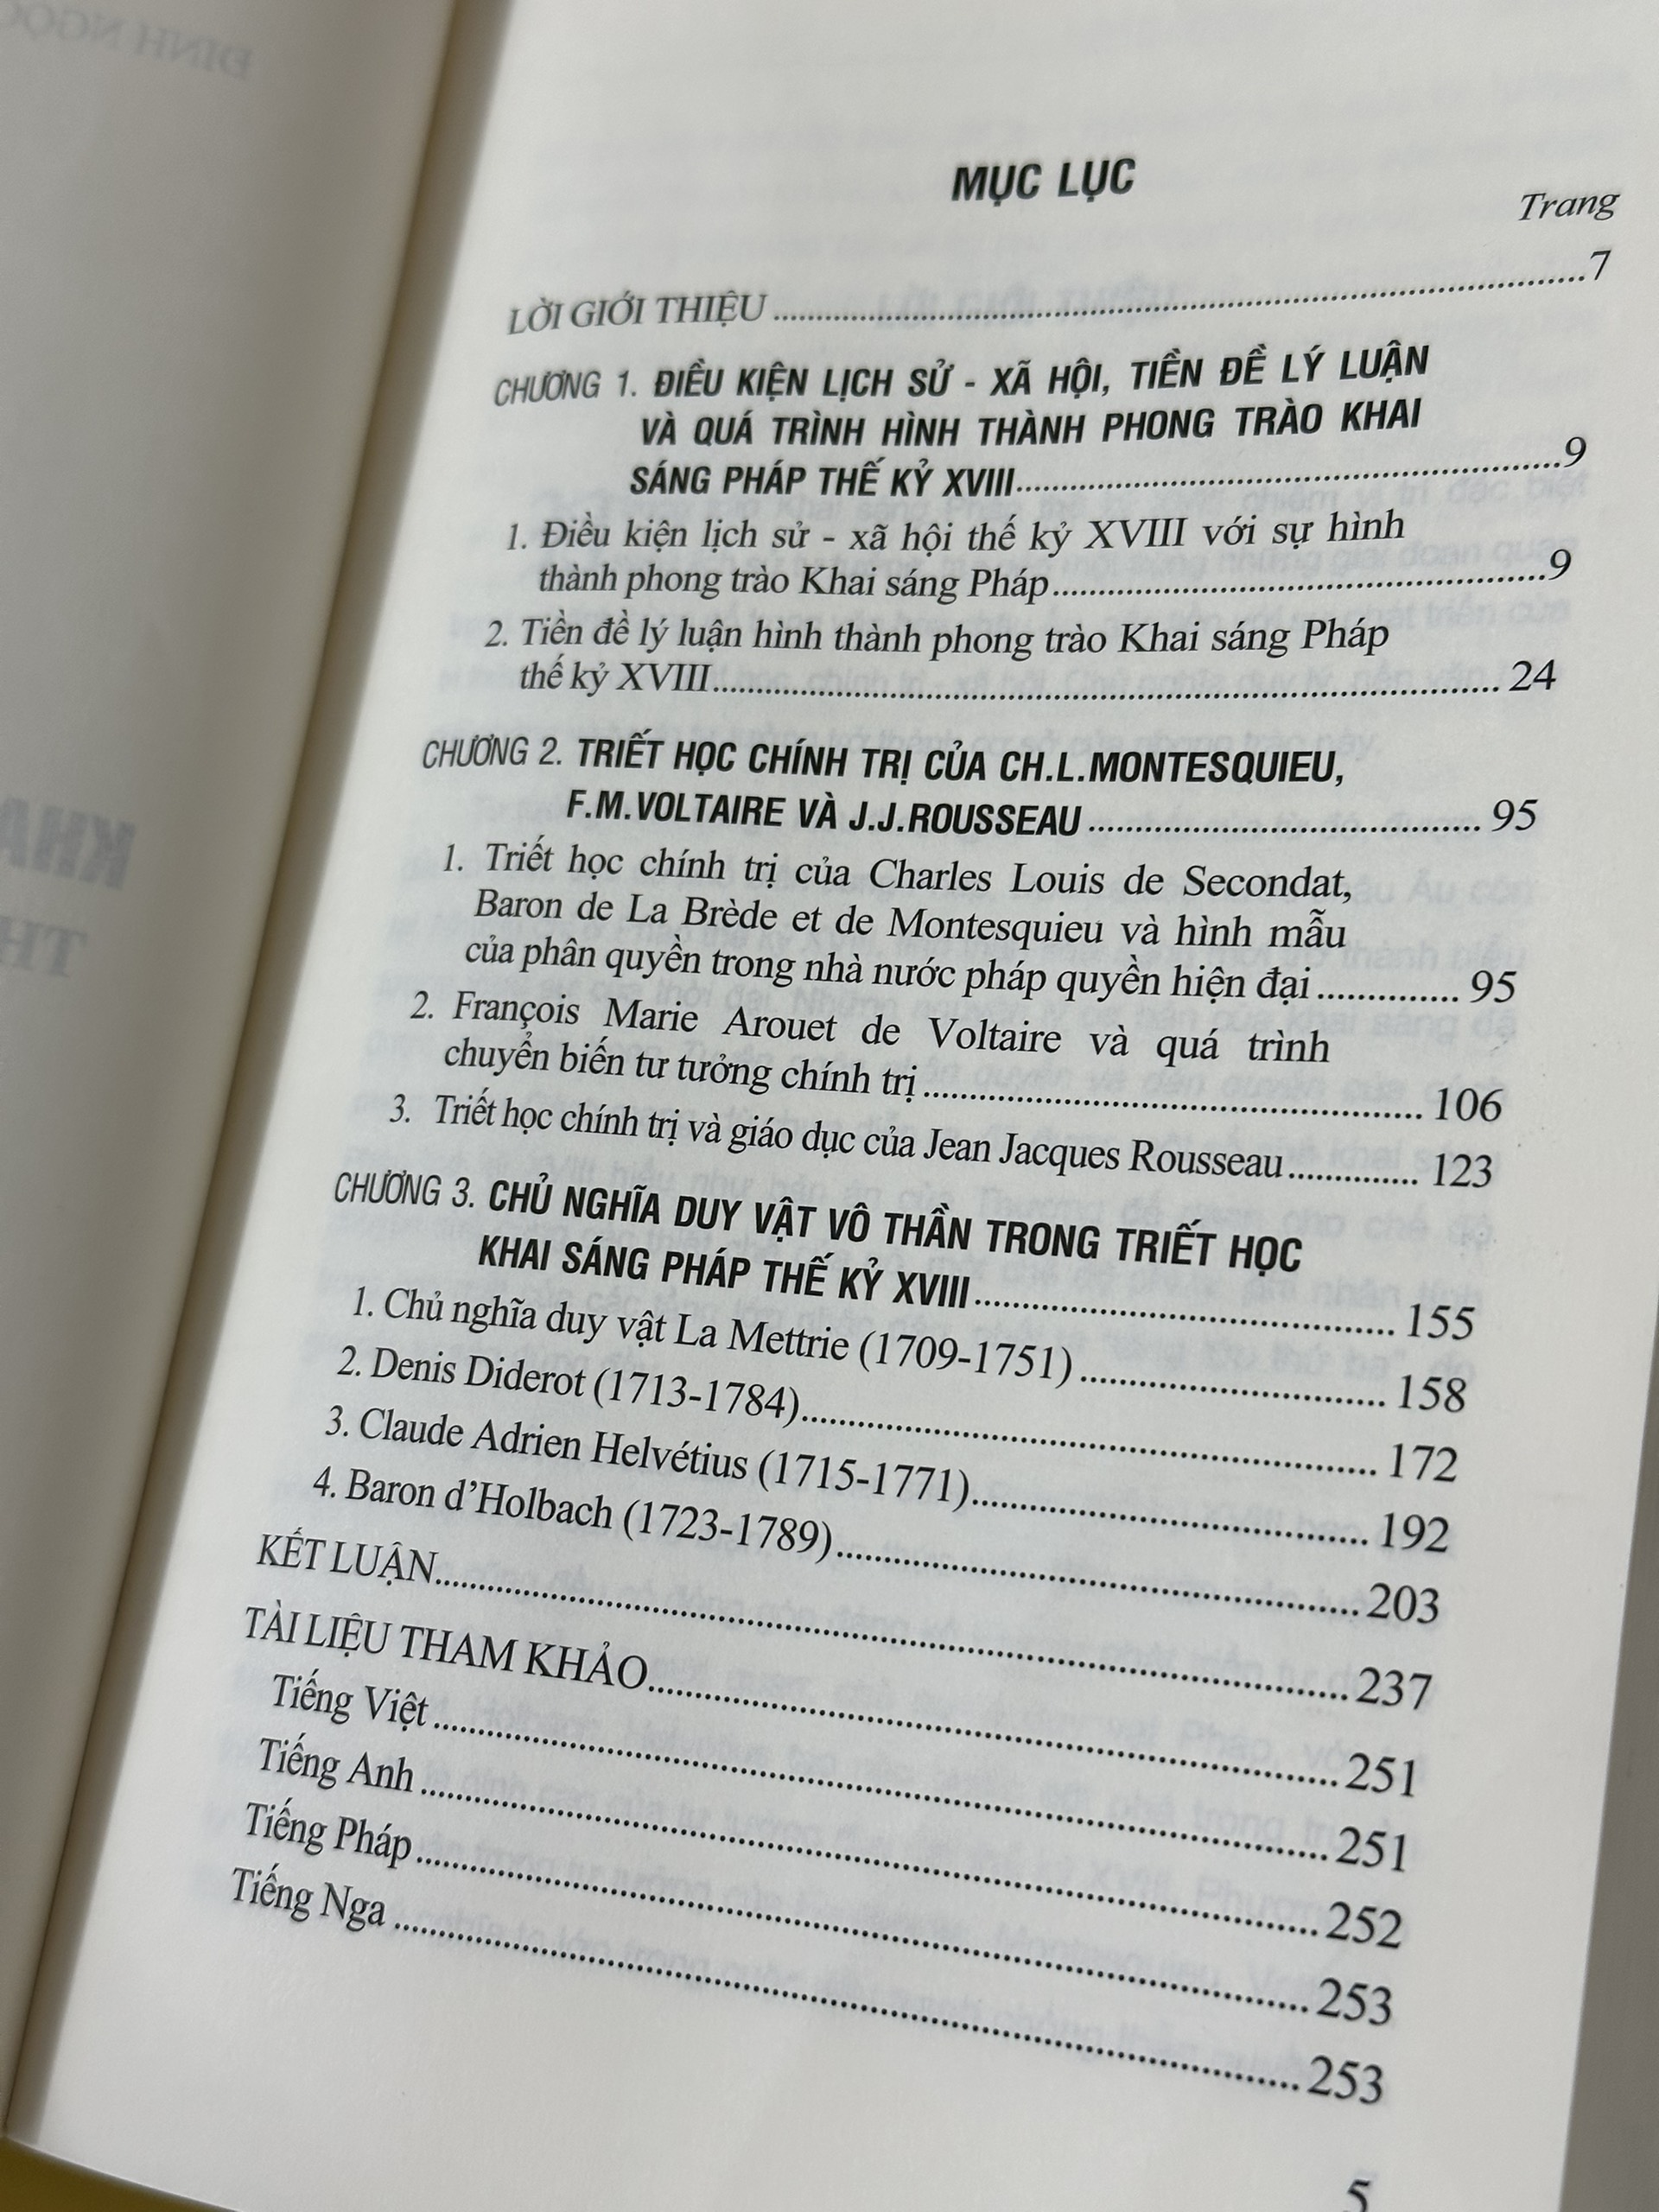 MỤC LỤC
Trang
LỜI GIỚI THIỆU ..... 7
CHƯƠNG 1. ĐIỀU KIỆN LỊCH SỬ - XÃ HỘI, TIỀN ĐỀ LÝ LUẬN
VÀ QUÁ TRÌNH HÌNH THÀNH PHONG TRÀO KHAI
SÁNG PHÁP THẾ KỶ XVIII ..... 9
1. Điều kiện lịch sử - xã hội thế kỷ XVIII với sự hình
thành phong trào Khai sáng Pháp ..... 9
2. Tiền đề lý luận hình thành phong trào Khai sáng Pháp
thế kỷ XVIII ..... 24
CHƯƠNG 2. TRIẾT HỌC CHÍNH TRỊ CỦA CH.L.MONTESQUIEU,
F.M.VOLTAIRE VÀ J.J.ROUSSEAU ..... 95
1. Triết học chính trị của Charles Louis de Secondat,
Baron de La Brède et de Montesquieu và hình mẫu
của phân quyền trong nhà nước pháp quyền hiện đại ..... 95
2. François Marie Arouet de Voltaire và quá trình
chuyển biến tư tưởng chính trị ..... 106
3. Triết học chính trị và giáo dục của Jean Jacques Rousseau ..... 123
CHƯƠNG 3. CHỦ NGHĨA DUY VẬT VÔ THẦN TRONG TRIẾT HỌC
KHAI SÁNG PHÁP THẾ KỶ XVIII ..... 155
1. Chủ nghĩa duy vật La Mettrie (1709-1751) ..... 158
2. Denis Diderot (1713-1784) ..... 172
3. Claude Adrien Helvétius (1715-1771) ..... 192
4. Baron d’Holbach (1723-1789) ..... 203
KẾT LUẬN ..... 237
TÀI LIỆU THAM KHẢO ..... 251
Tiếng Việt ..... 251
Tiếng Anh ..... 252
Tiếng Pháp ..... 253
Tiếng Nga ..... 253
5